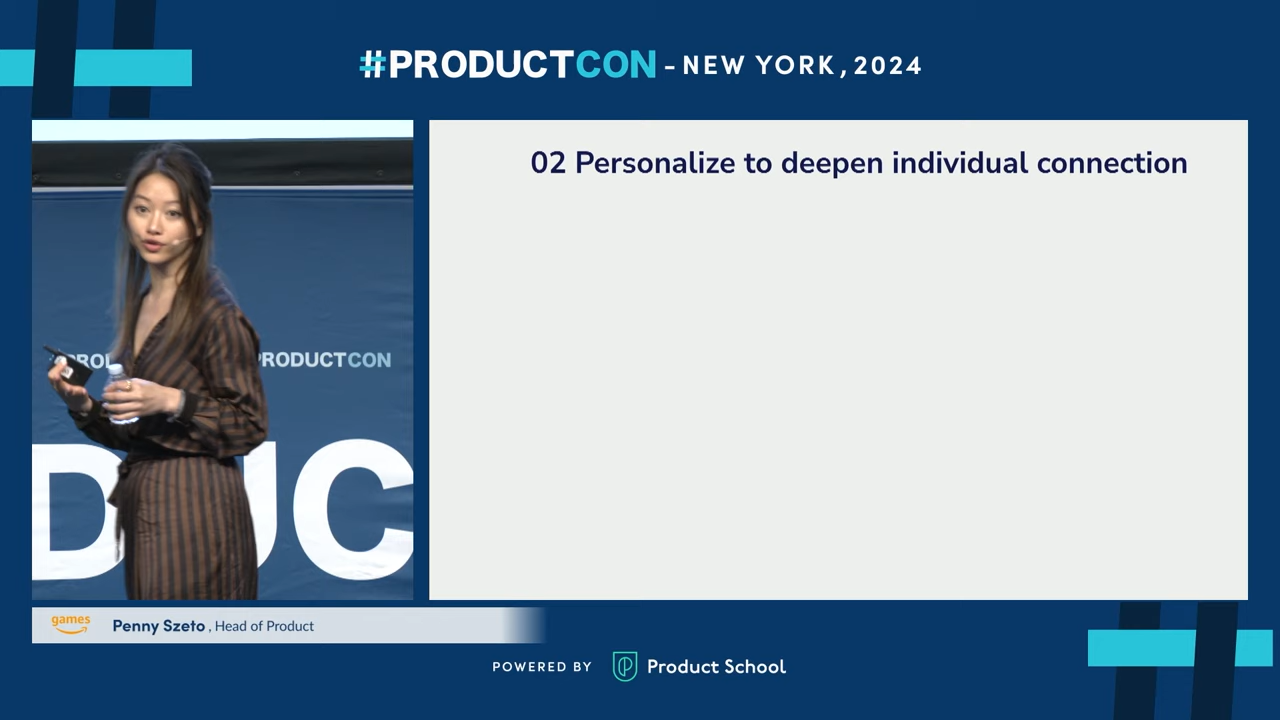 #PRODUCTCON - NEW YORK, 2024
02 Personalize to deepen individual connection
PRODUCTCON
DUC
games
Penny Szeto, Head of Product
POWERED BY Product School